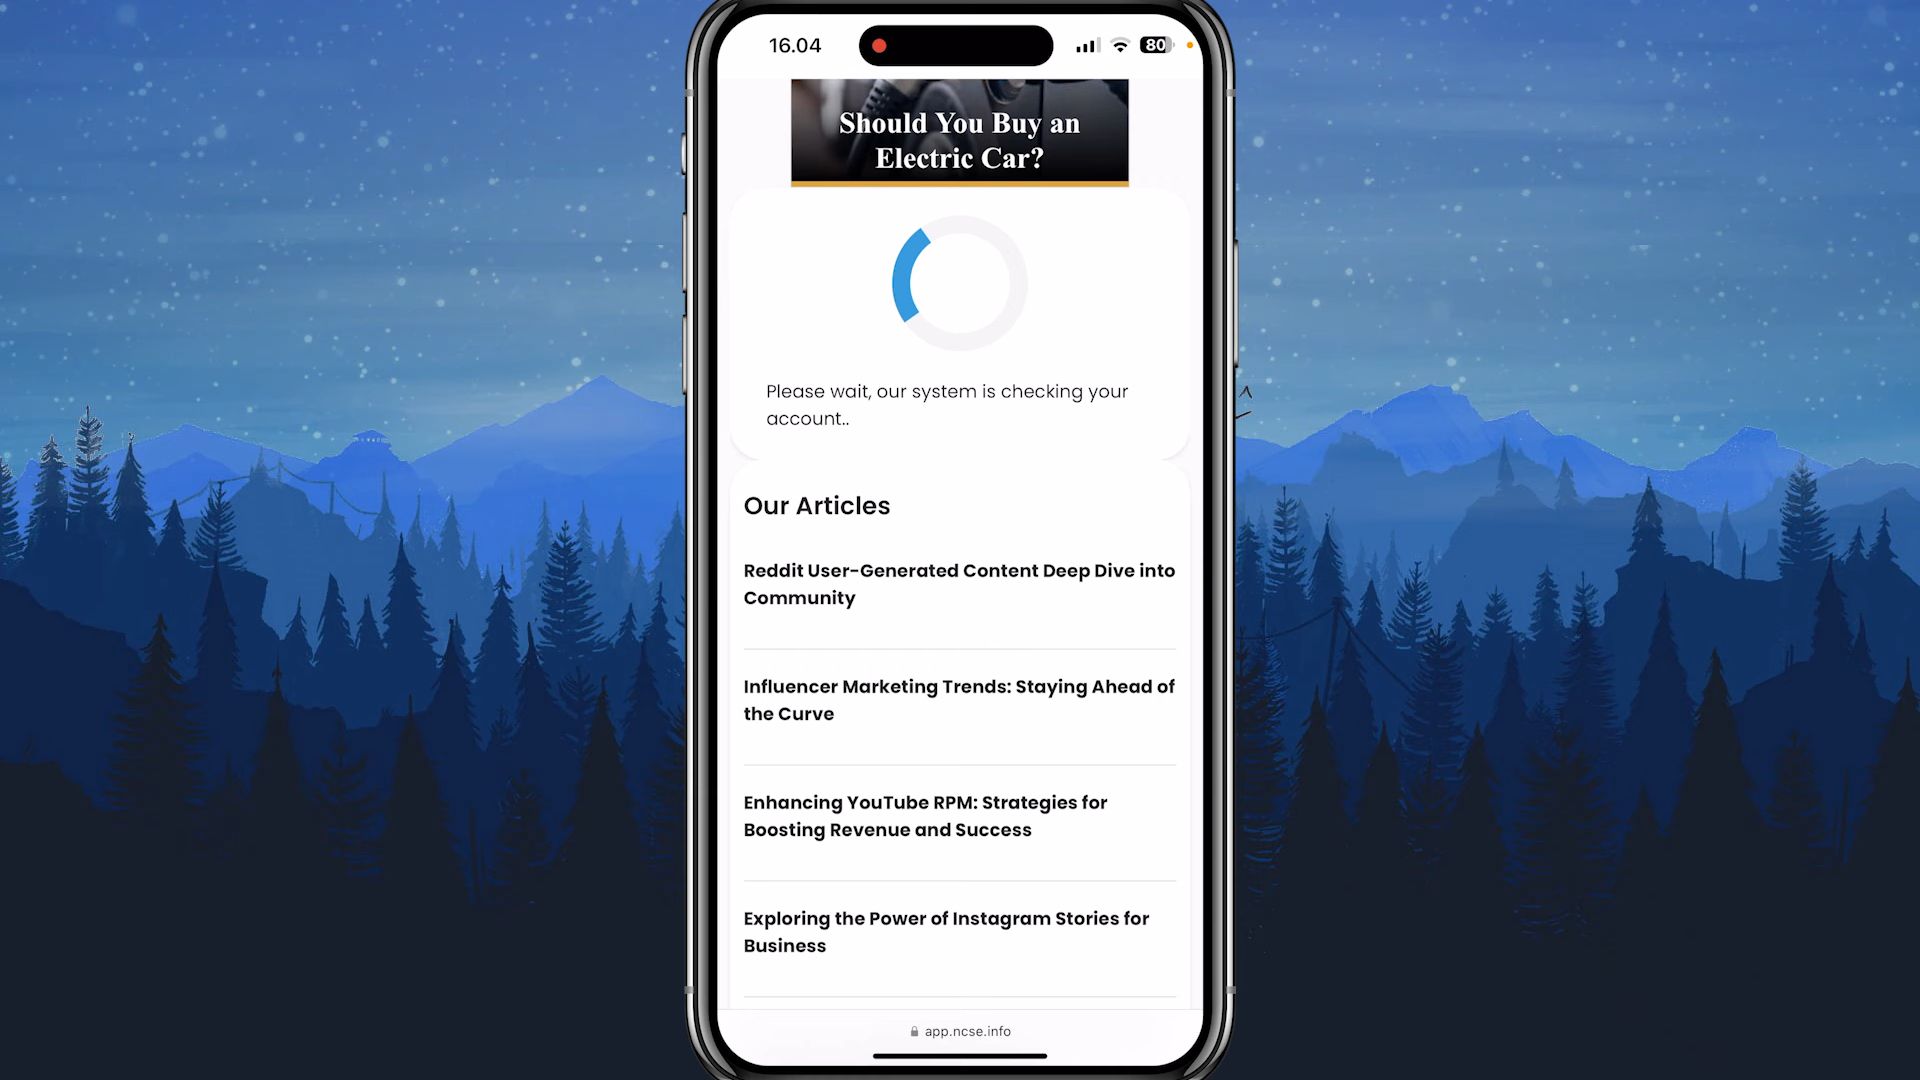 16.04
80
Should You Buy an
Electric Car?
Please wait, our system is checking your
account..
Our Articles
Reddit User-Generated Content Deep Dive into
Community
Influencer Marketing Trends: Staying Ahead of
the Curve
Enhancing YouTube RPM: Strategies for
Boosting Revenue and Success
Exploring the Power of Instagram Stories for
Business
app.ncse.info